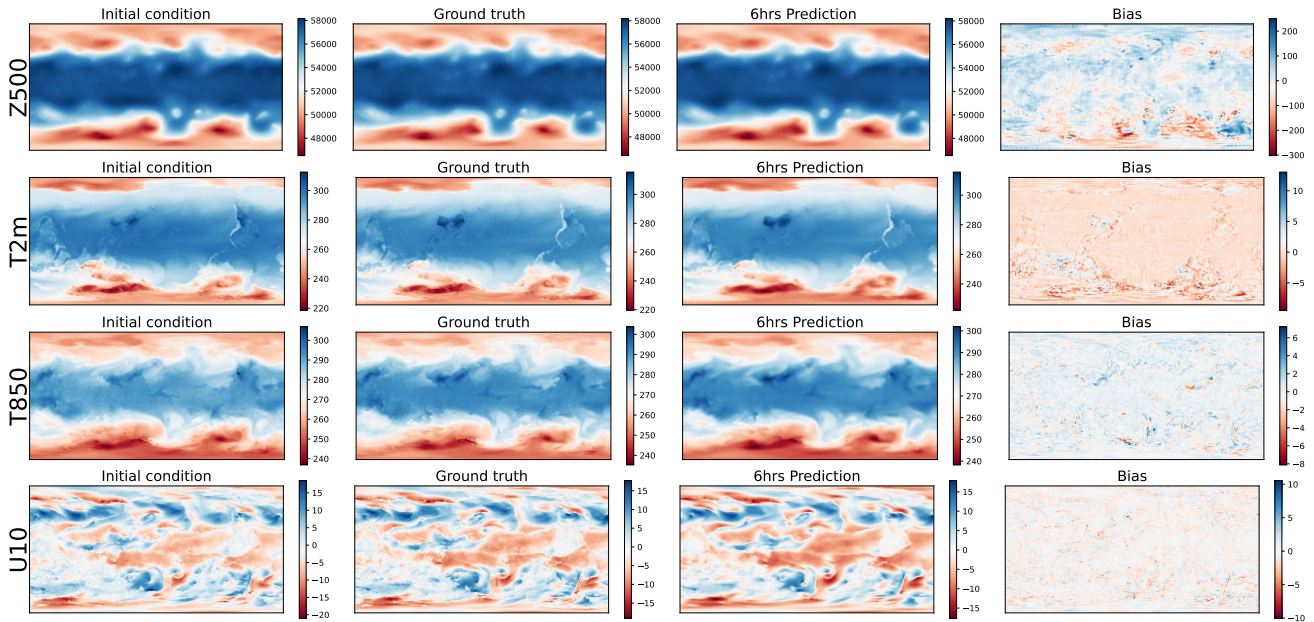 Initial condition Ground truth 6hrs Prediction Bias
Z500
58000 56000 54000 52000 50000 48000
58000 56000 54000 52000 50000 48000
58000 56000 54000 52000 50000 48000
200 100 0 −100 −200 −300
Initial condition Ground truth 6hrs Prediction Bias
T2m
300 280 260 240 220
310 300 290 280 270 260 250 240 230 220
300 280 260 240
10 5 0 −5
Initial condition Ground truth 6hrs Prediction Bias
T850
300 290 280 270 260 250 240
300 290 280 270 260 250 240
300 290 280 270 260 250 240
6 4 2 0 −2 −4 −6 −8
Initial condition Ground truth 6hrs Prediction Bias
U10
15 10 5 0 −5 −10 −15 −20
15 10 5 0 −5 −10 −15
15 10 5 0 −5 −10 −15
10 5 0 −5 −10